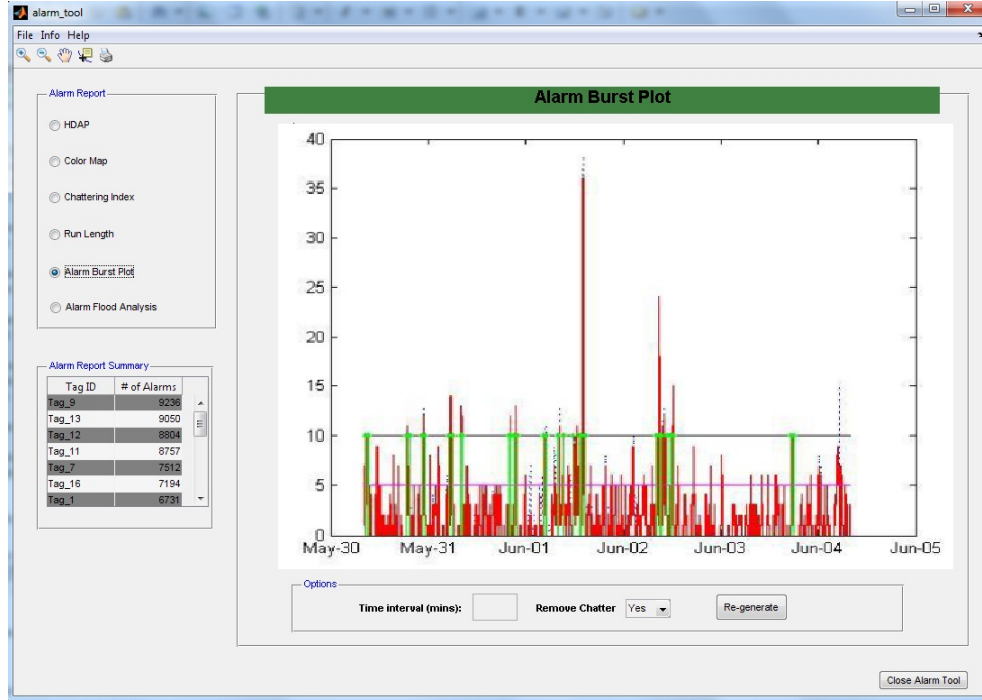 alarm_tool
File Info Help
Alarm Report
HDAP
Color Map
Chattering Index
Run Length
Alarm Burst Plot
Alarm Flood Analysis
Alarm Report Summary
Tag ID # of Alarms
Tag_9 9236
Tag_13 9050
Tag_12 8804
Tag_11 8757
Tag_7 7512
Tag_16 7194
Tag_1 6731
Alarm Burst Plot
40
35
30
25
20
15
10
5
0
May-30 May-31 Jun-01 Jun-02 Jun-03 Jun-04 Jun-05
Options
Time interval (mins): Remove Chatter Yes Re-generate
Close Alarm Tool